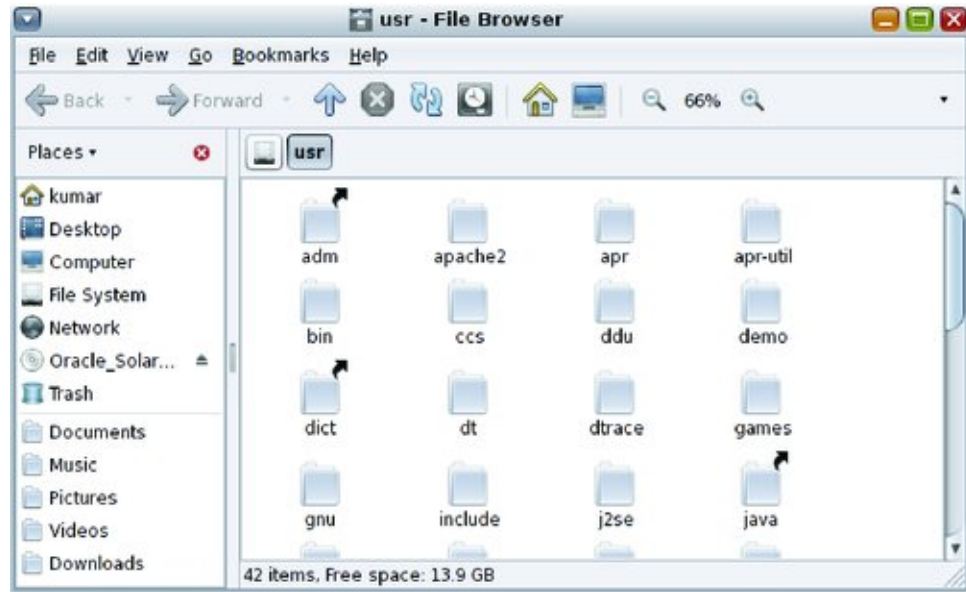 usr - File Browser
File Edit View Go Bookmarks Help
Back Forward 66%
Places
usr
kumar
Desktop
Computer
File System
Network
Oracle_Solar...
Trash
Documents
Music
Pictures
Videos
Downloads
adm apache2 apr apr-util
bin ccs ddu demo
dict dt dtrace games
gnu include j2se java
42 items, Free space: 13.9 GB